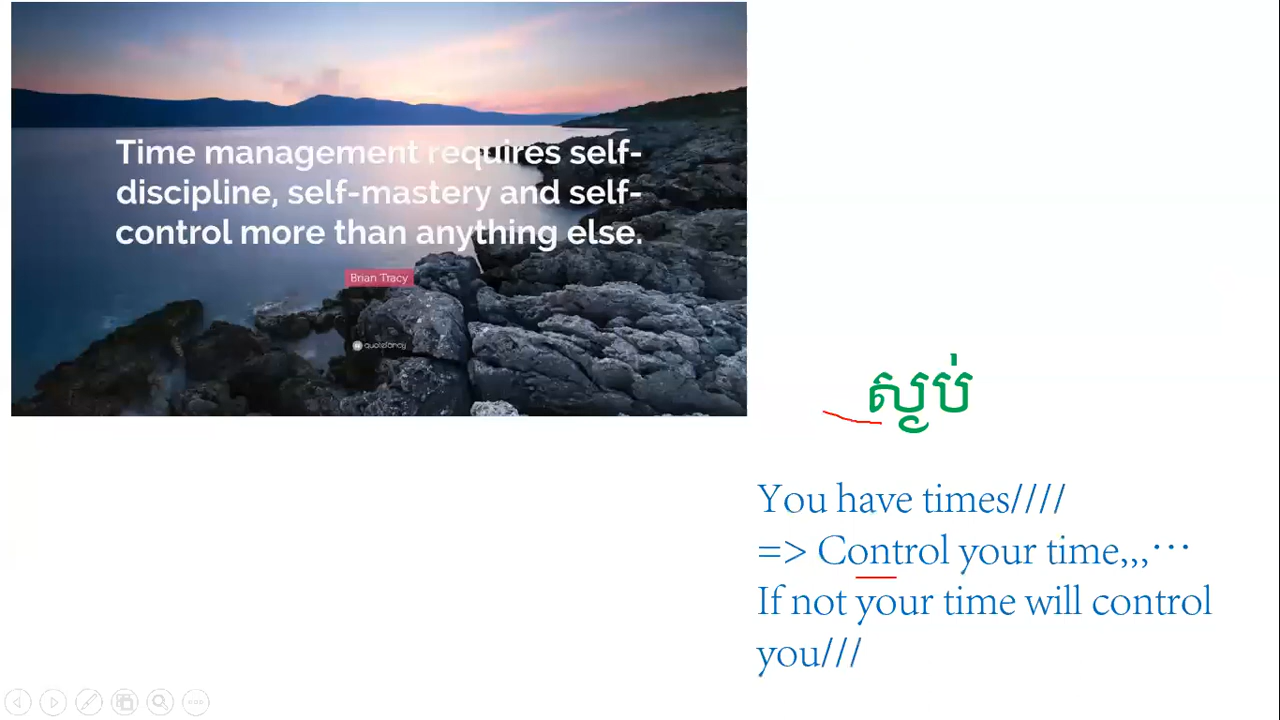 Time management requires self-
discipline, self-mastery and self-
control more than anything else.
Brian Tracy
quotefancy
ស្ងប់
You have times////
=> Control your time,,,…
If not your time will control
you///